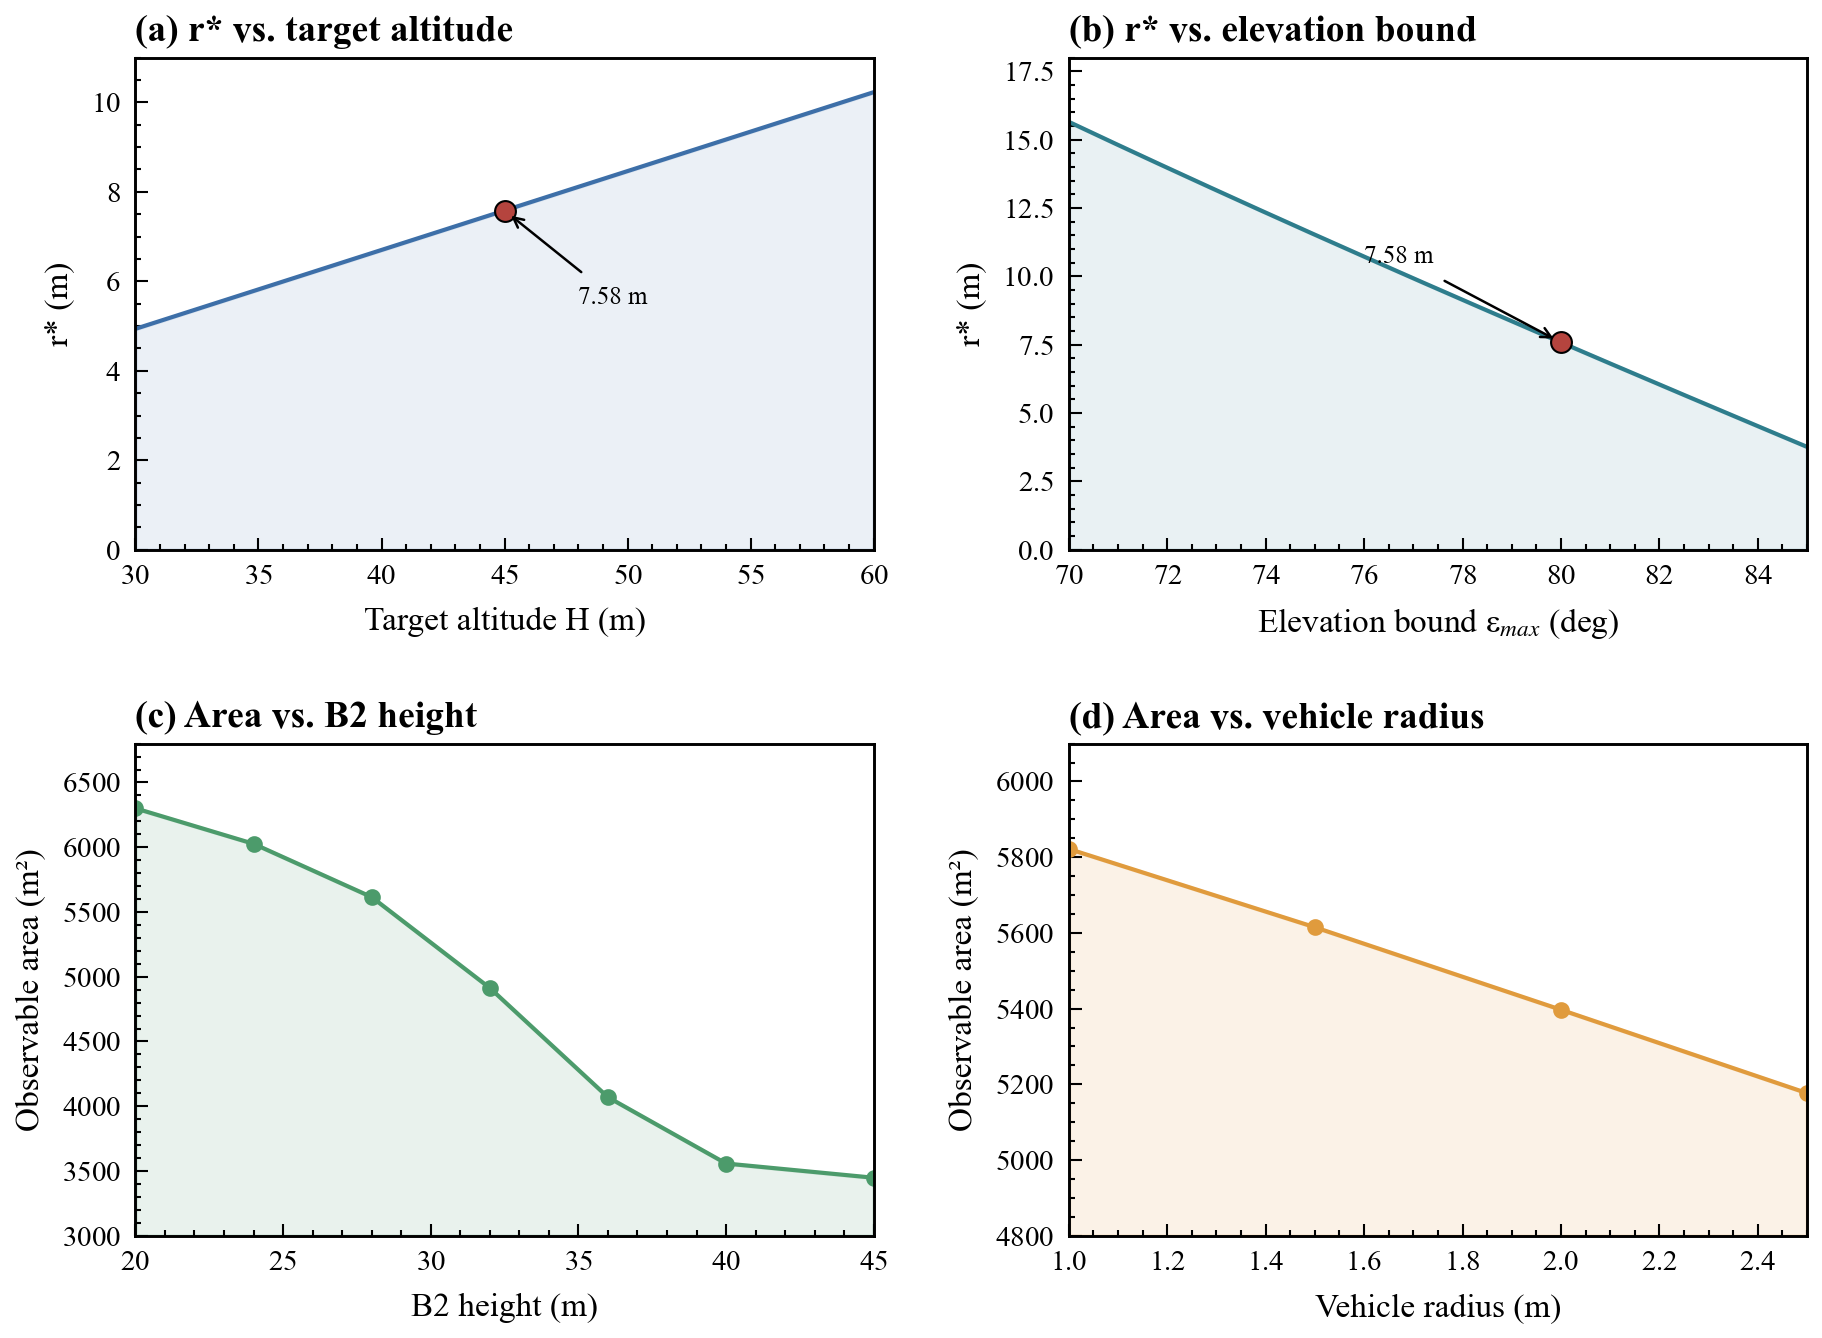 (a) r* vs. target altitude
10
8
6
4
2
0
r* (m)
7.58 m
30 35 40 45 50 55 60
Target altitude H (m)
(b) r* vs. elevation bound
17.5
15.0
12.5
10.0
7.5
5.0
2.5
0.0
r* (m)
7.58 m
70 72 74 76 78 80 82 84
Elevation bound εmax (deg)
(c) Area vs. B2 height
6500
6000
5500
5000
4500
4000
3500
3000
Observable area (m²)
20 25 30 35 40 45
B2 height (m)
(d) Area vs. vehicle radius
6000
5800
5600
5400
5200
5000
4800
Observable area (m²)
1.0 1.2 1.4 1.6 1.8 2.0 2.2 2.4
Vehicle radius (m)